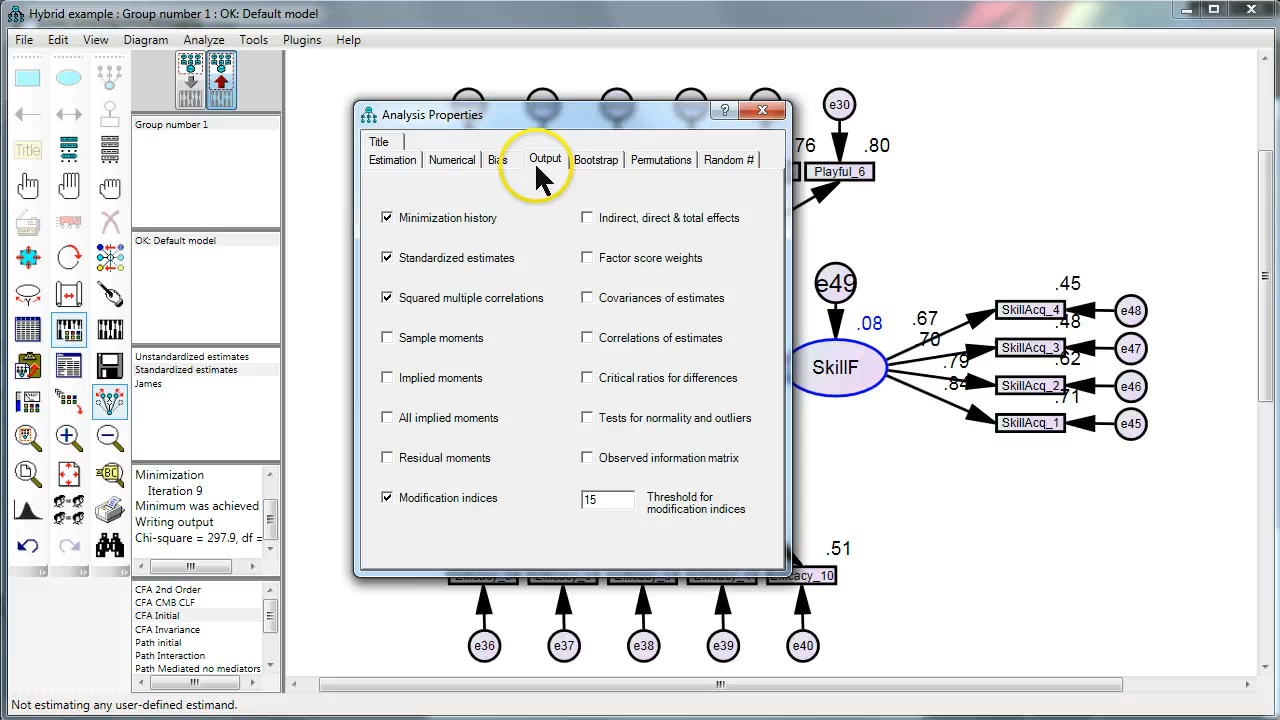 Hybrid example : Group number 1 : OK: Default model
File Edit View Diagram Analyze Tools Plugins Help
Title
Group number 1
OK: Default model
Unstandardized estimates
Standardized estimates
James
Minimization
Iteration 9
Minimum was achieved
Writing output
Chi-square = 297.9, df =
CFA 2nd Order
CFA CMB CLF
CFA Initial
CFA Invariance
Path initial
Path Interaction
Path Mediated no mediators
Not estimating any user-defined estimand.
Analysis Properties
?
Title
Estimation Numerical Bias Output Bootstrap Permutations Random #
Minimization history
Standardized estimates
Squared multiple correlations
Sample moments
Implied moments
All implied moments
Residual moments
Modification indices
Indirect, direct & total effects
Factor score weights
Covariances of estimates
Correlations of estimates
Critical ratios for differences
Tests for normality and outliers
Observed information matrix
15
Threshold for
modification indices
e30
76 .80
Playful_6
e49
.08
SkillF
.67
.70
.79
.84
.45
SkillAcq_4 e48
.48
SkillAcq_3 e47
.62
SkillAcq_2 e46
.71
SkillAcq_1 e45
.51
Efficacy_10
e36 e37 e38 e39 e40